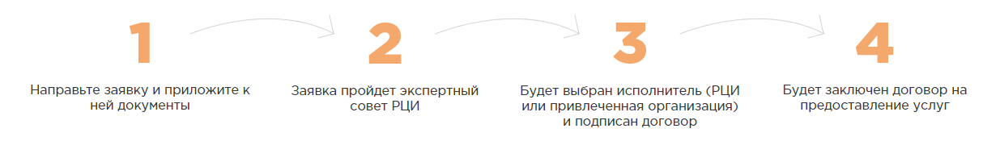 1
Направьте заявку и приложите к
ней документы
2
Заявка пройдет экспертный
совет РЦИ
3
Будет выбран исполнитель (РЦИ
или привлеченная организация)
и подписан договор
4
Будет заключен договор на
предоставление услуг